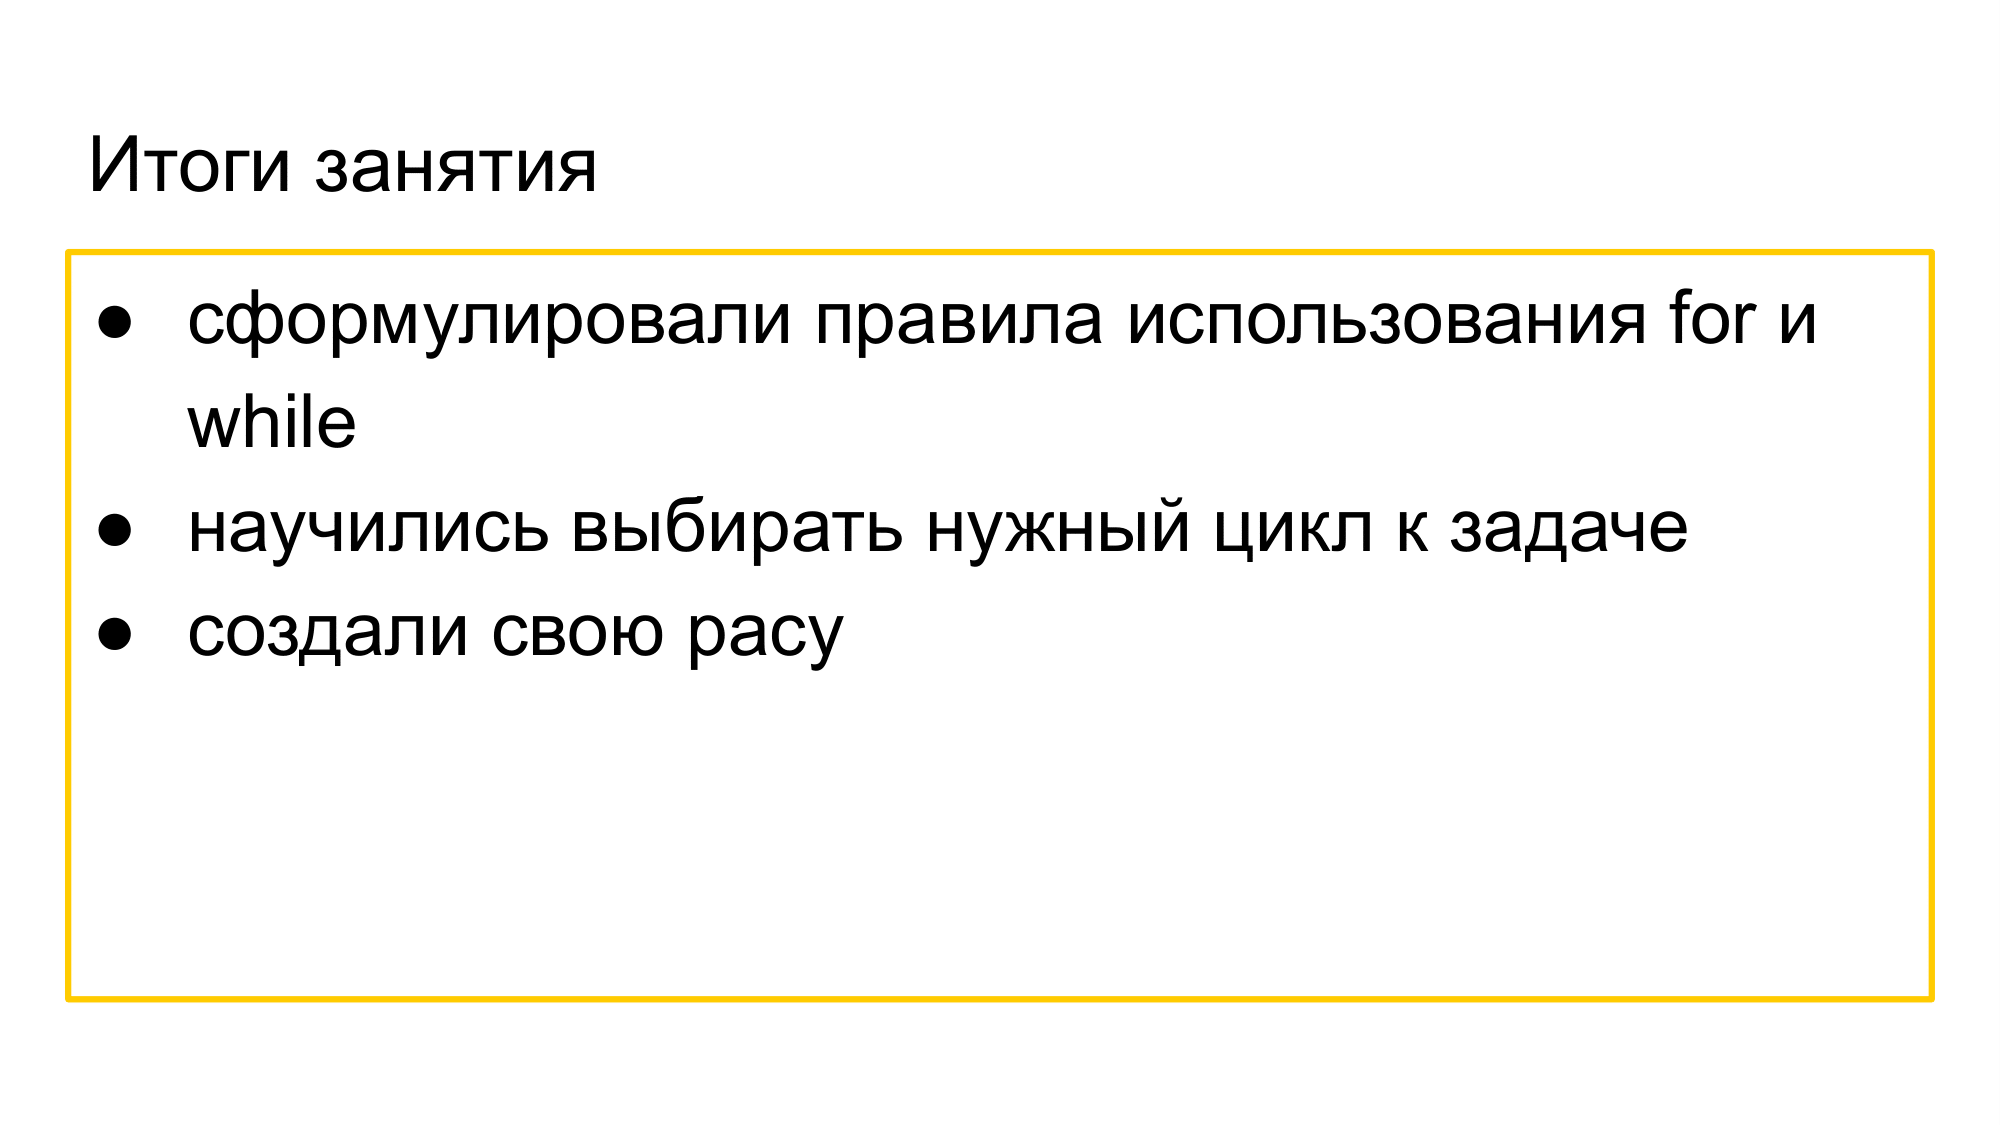 Итоги занятия
● сформулировали правила использования for и
while
● научились выбирать нужный цикл к задаче
● создали свою расу